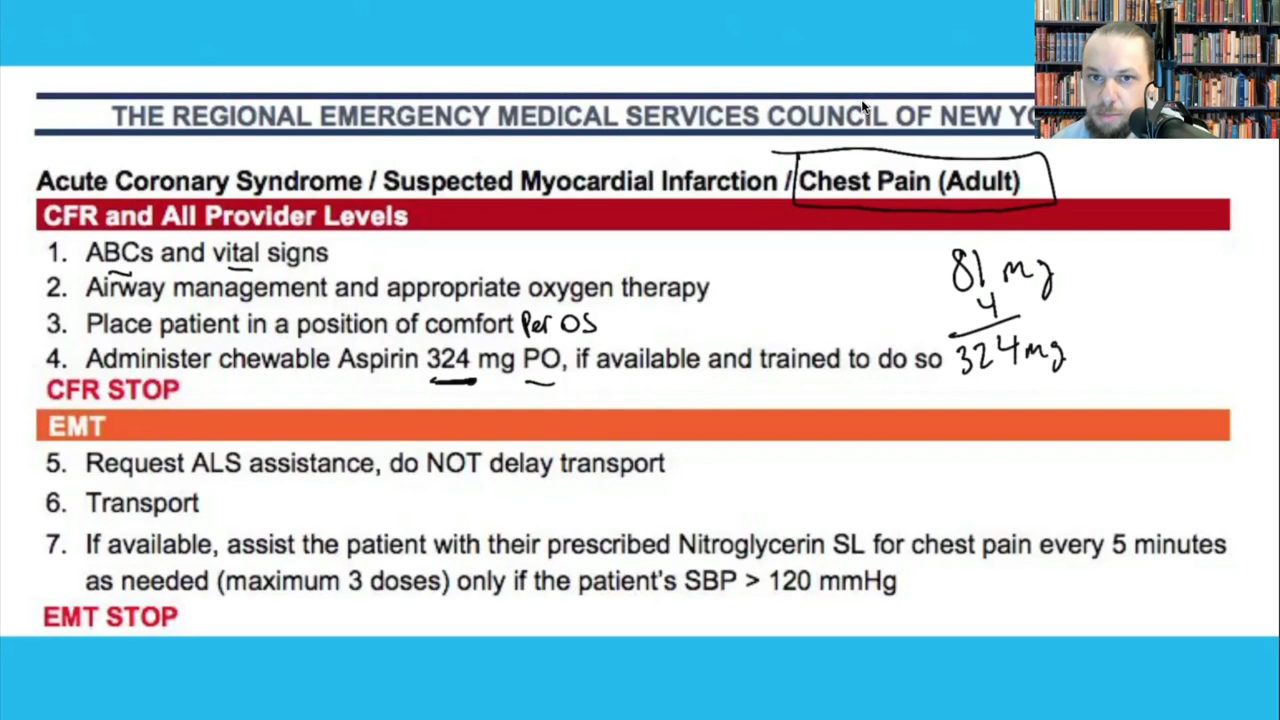 THE REGIONAL EMERGENCY MEDICAL SERVICES COUNCIL OF NEW
Acute Coronary Syndrome / Suspected Myocardial Infarction / Chest Pain (Adult)
CFR and All Provider Levels
1. ABCs and vital signs
2. Airway management and appropriate oxygen therapy
3. Place patient in a position of comfort Per OS
4. Administer chewable Aspirin 324 mg PO, if available and trained to do so
81 mg
4
324mg
CFR STOP
EMT
5. Request ALS assistance, do NOT delay transport
6. Transport
7. If available, assist the patient with their prescribed Nitroglycerin SL for chest pain every 5 minutes
as needed (maximum 3 doses) only if the patient's SBP > 120 mmHg
EMT STOP